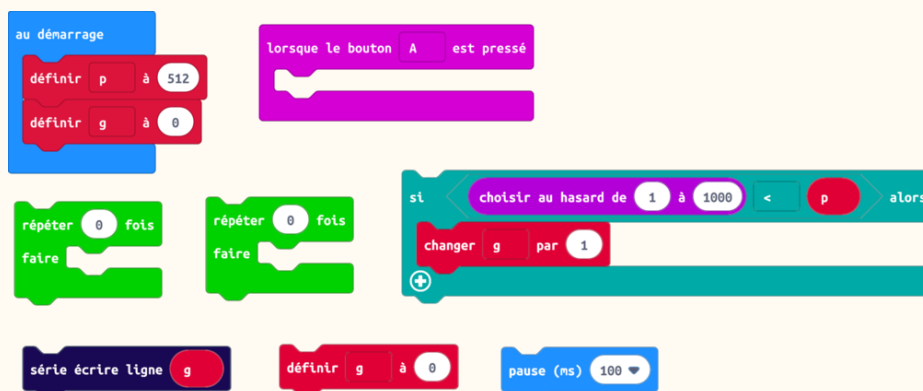 au démarrage
définir p à 512
définir g à 0
lorsque le bouton A est pressé
répéter 0 fois
faire
répéter 0 fois
faire
si choisir au hasard de 1 à 1000 < p alors
changer g par 1
série écrire ligne g
définir g à 0
pause (ms) 100